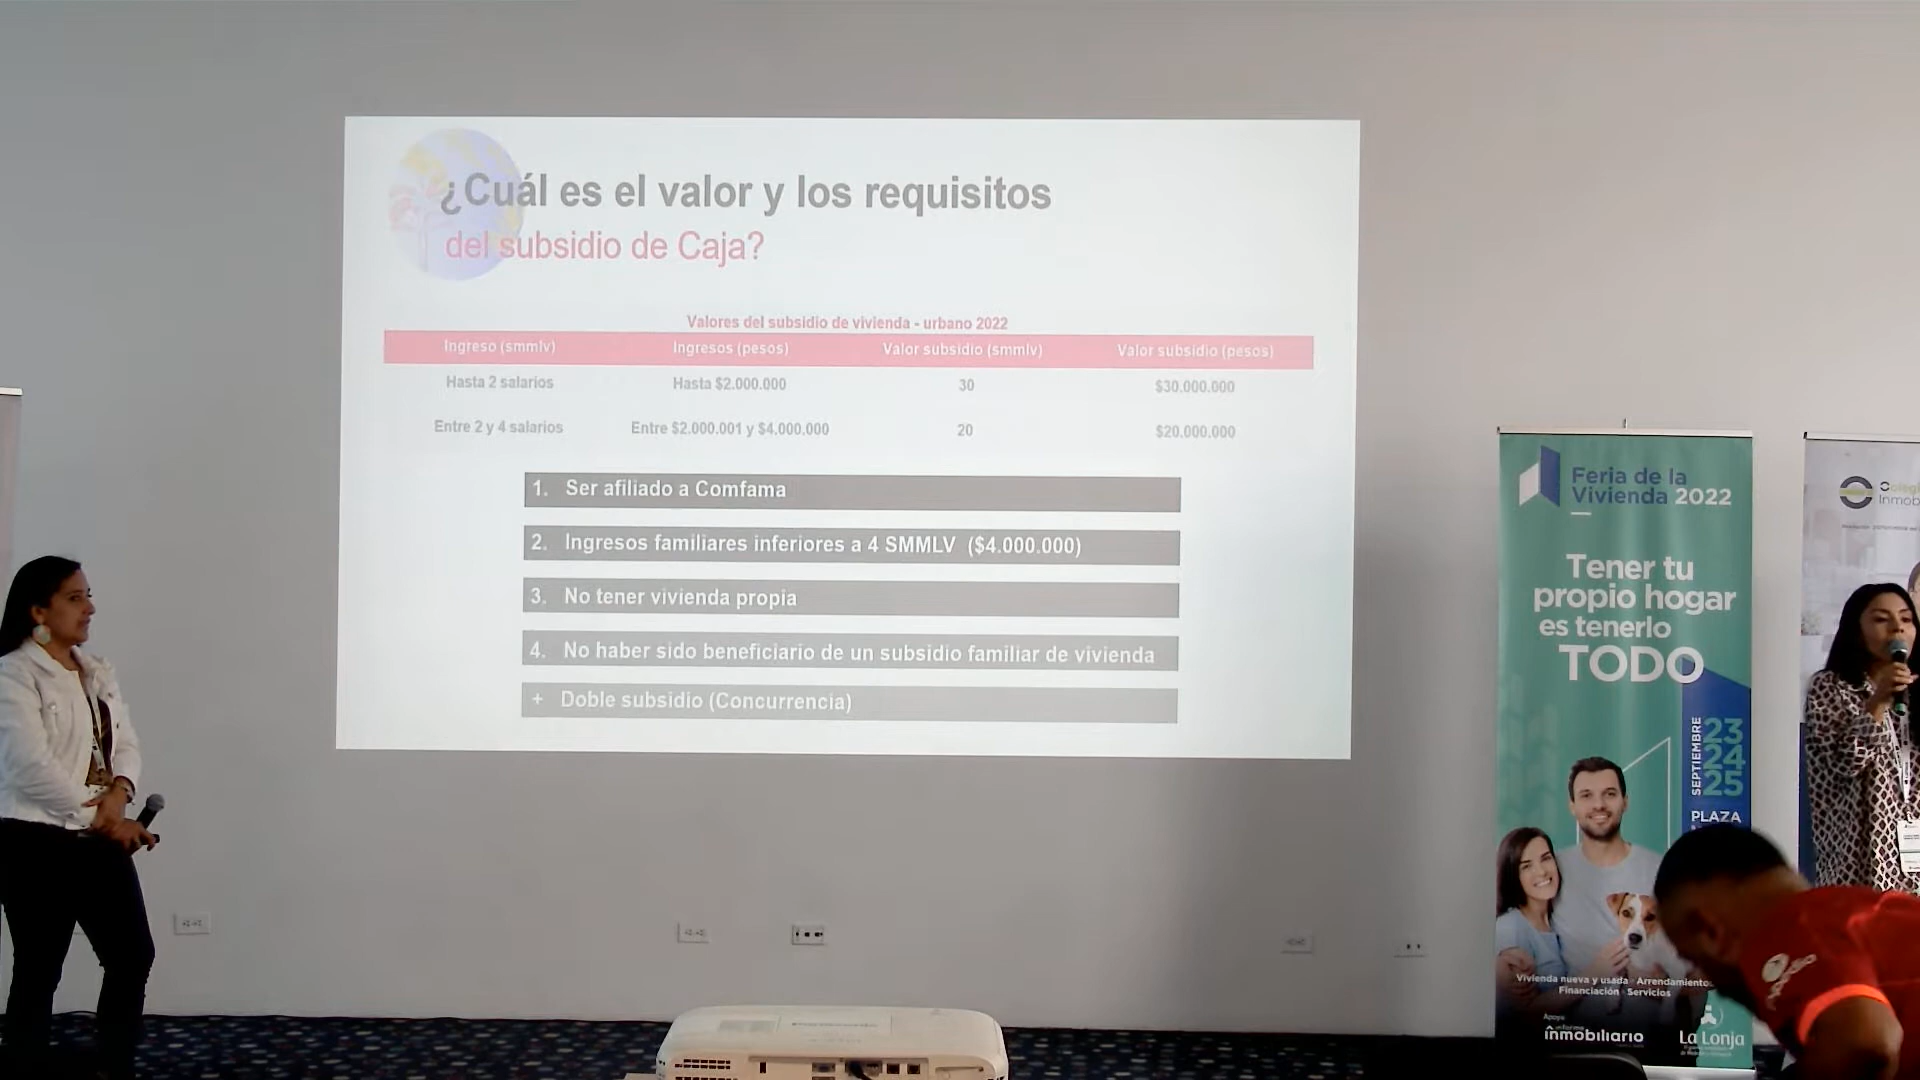 ¿Cuál es el valor y los requisitos
del subsidio de Caja?
Valores del subsidio de vivienda - urbano 2022
Ingreso (smmlv) Ingresos (pesos) Valor subsidio (smmlv) Valor subsidio (pesos)
Hasta 2 salarios Hasta $2.000.000 30 $30.000.000
Entre 2 y 4 salarios Entre $2.000.001 y $4.000.000 20 $20.000.000
1. Ser afiliado a Comfama
2. Ingresos familiares inferiores a 4 SMMLV ($4.000.000)
3. No tener vivienda propia
4. No haber sido beneficiario de un subsidio familiar de vivienda
+ Doble subsidio (Concurrencia)
Feria de la
Vivienda 2022
Tener tu
propio hogar
es tenerlo
TODO
SEPTIEMBRE
23
24
25
PLAZA
Vivienda nueva y usada - Arrendamiento
Financiación - Servicios
Apoya
informe
inmobiliario
La Lonja